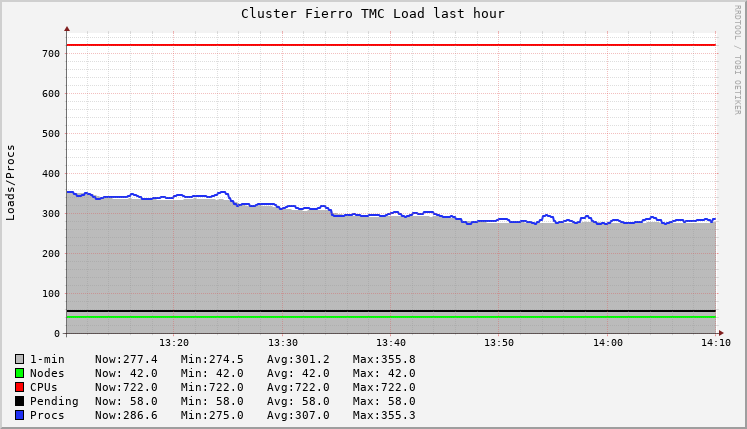 Cluster Fierro TMC Load last hour
RRDTOOL / TOBI OETIKER
Loads/Procs
700
600
500
400
300
200
100
0
13:20 13:30 13:40 13:50 14:00 14:10
1-min Now:277.4 Min:274.5 Avg:301.2 Max:355.8
Nodes Now: 42.0 Min: 42.0 Avg: 42.0 Max: 42.0
CPUs Now:722.0 Min:722.0 Avg:722.0 Max:722.0
Pending Now: 58.0 Min: 58.0 Avg: 58.0 Max: 58.0
Procs Now:286.6 Min:275.0 Avg:307.0 Max:355.3